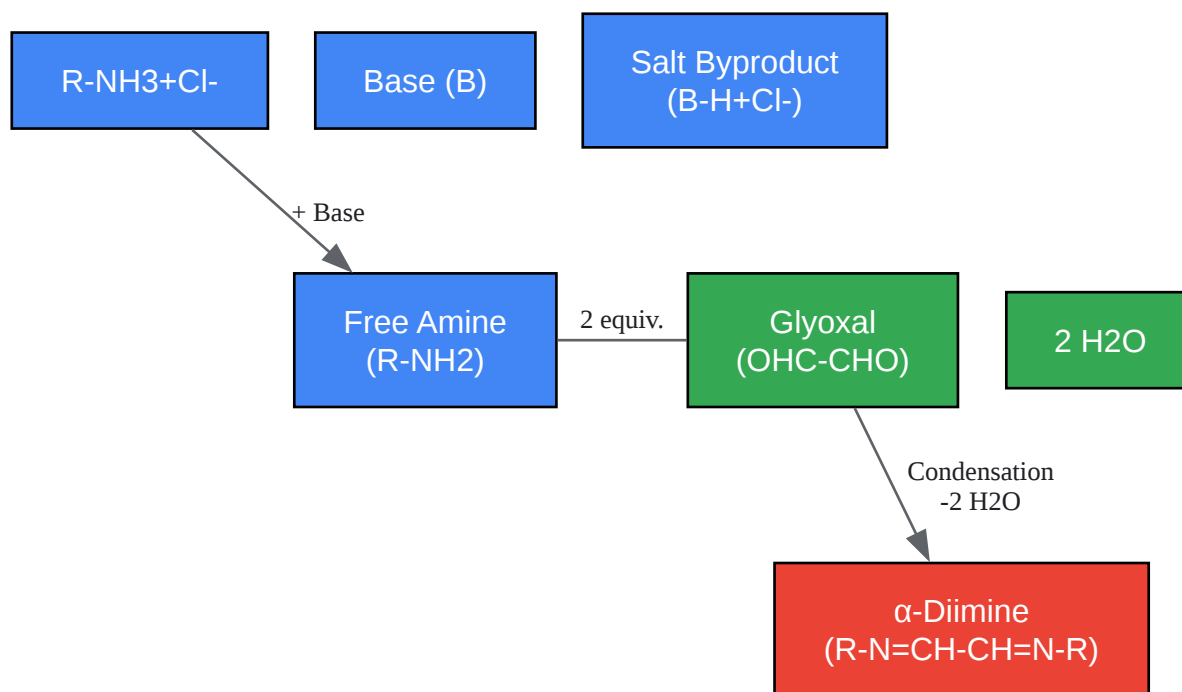 R-NH3+Cl-
Base (B)
Salt Byproduct
(B-H+Cl-)
+ Base
Free Amine
(R-NH2)
2 equiv.
Glyoxal
(OHC-CHO)
2 H2O
Condensation
-2 H2O
α-Diimine
(R-N=CH-CH=N-R)